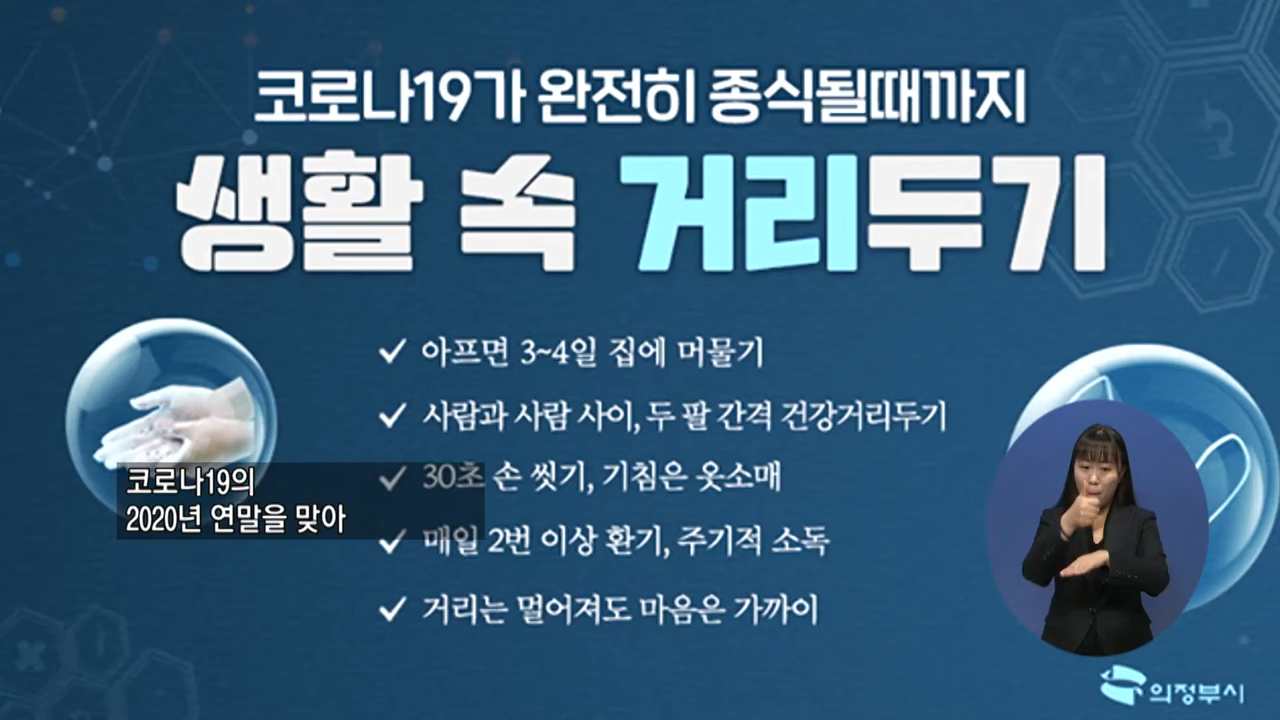 코로나19가 완전히 종식될때까지
생활 속 거리두기
아프면 3~4일 집에 머물기
사람과 사람 사이, 두 팔 간격 건강거리두기
30초 손 씻기, 기침은 옷소매
매일 2번 이상 환기, 주기적 소독
거리는 멀어져도 마음은 가까이
코로나19의
2020년 연말을 맞아
의정부시